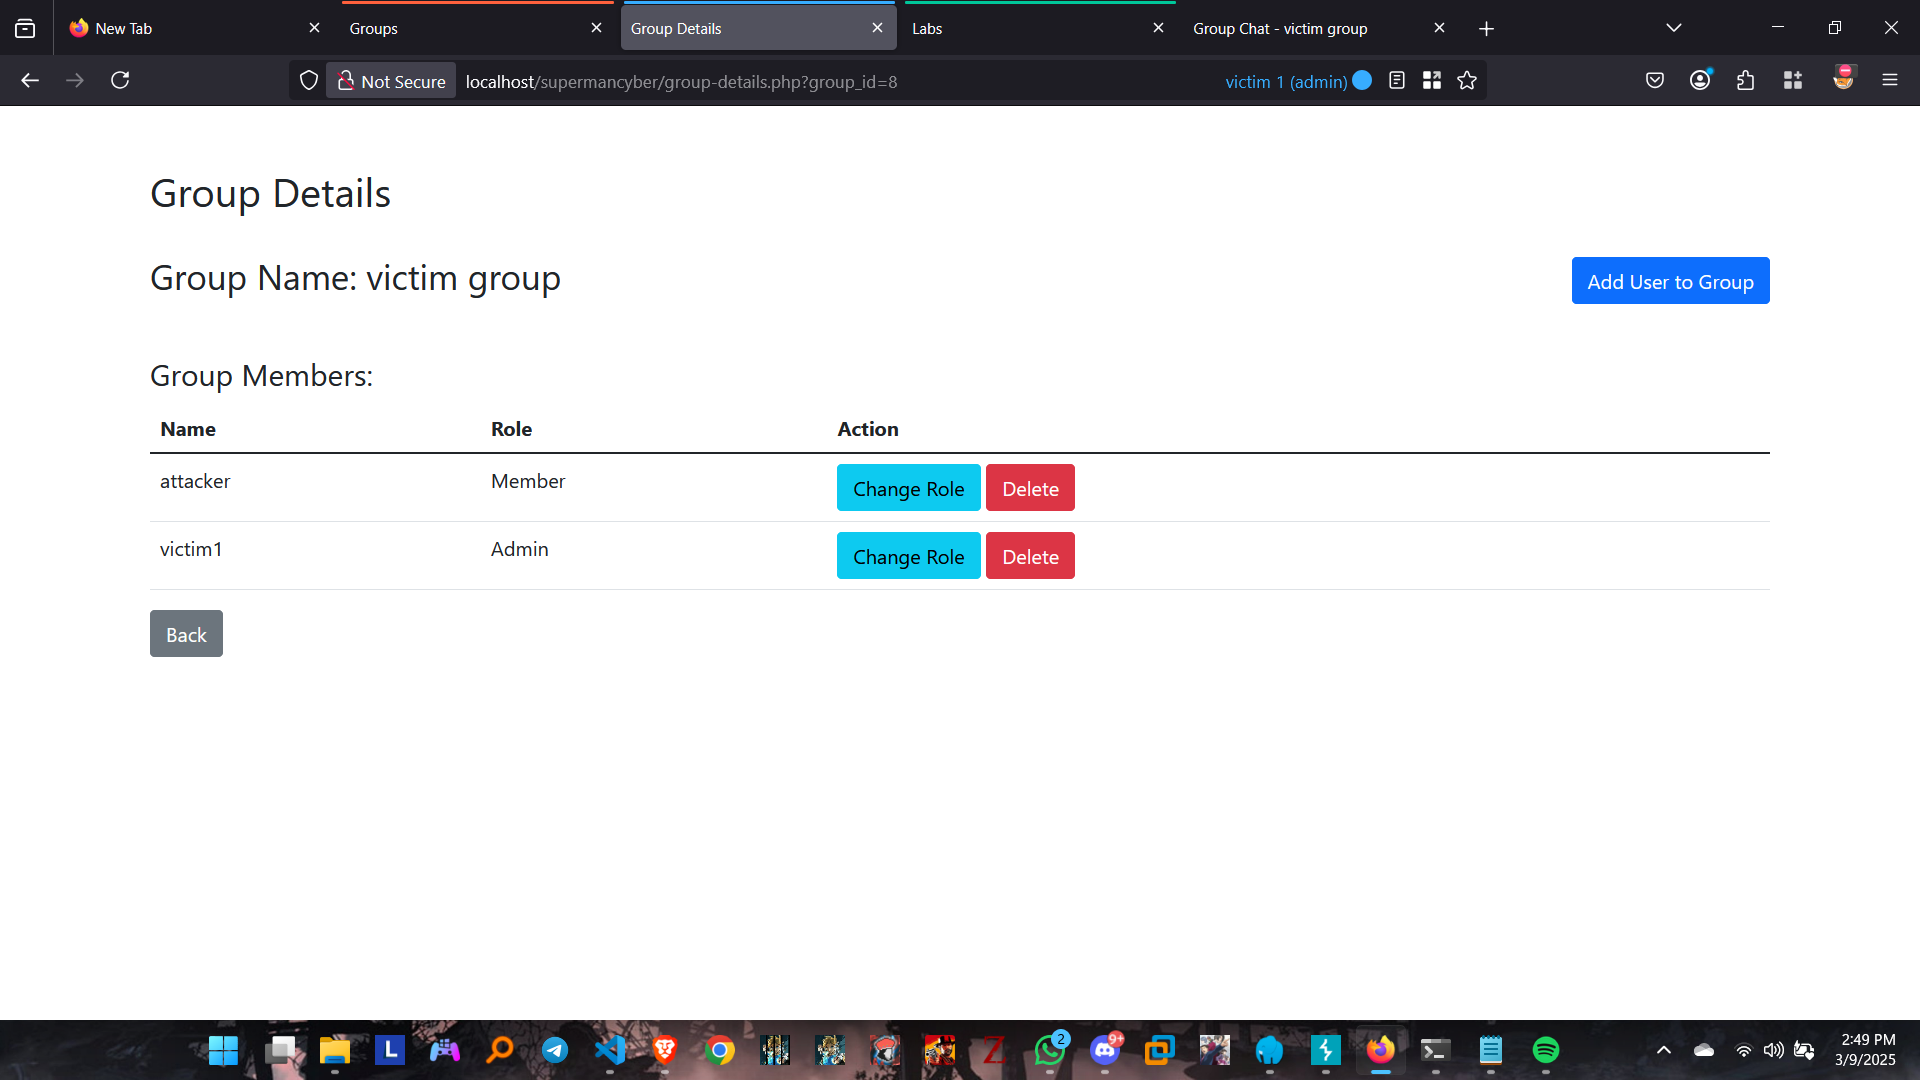 New Tab
Groups
Group Details
Labs
Group Chat - victim group
Not Secure
localhost/supermancyber/group-details.php?group_id=8
victim 1 (admin)
Group Details
Group Name: victim group
Add User to Group
Group Members:
Name Role Action
attacker Member Change Role Delete
victim1 Admin Change Role Delete
Back
L
Z
2
9+
2:49 PM
3/9/2025